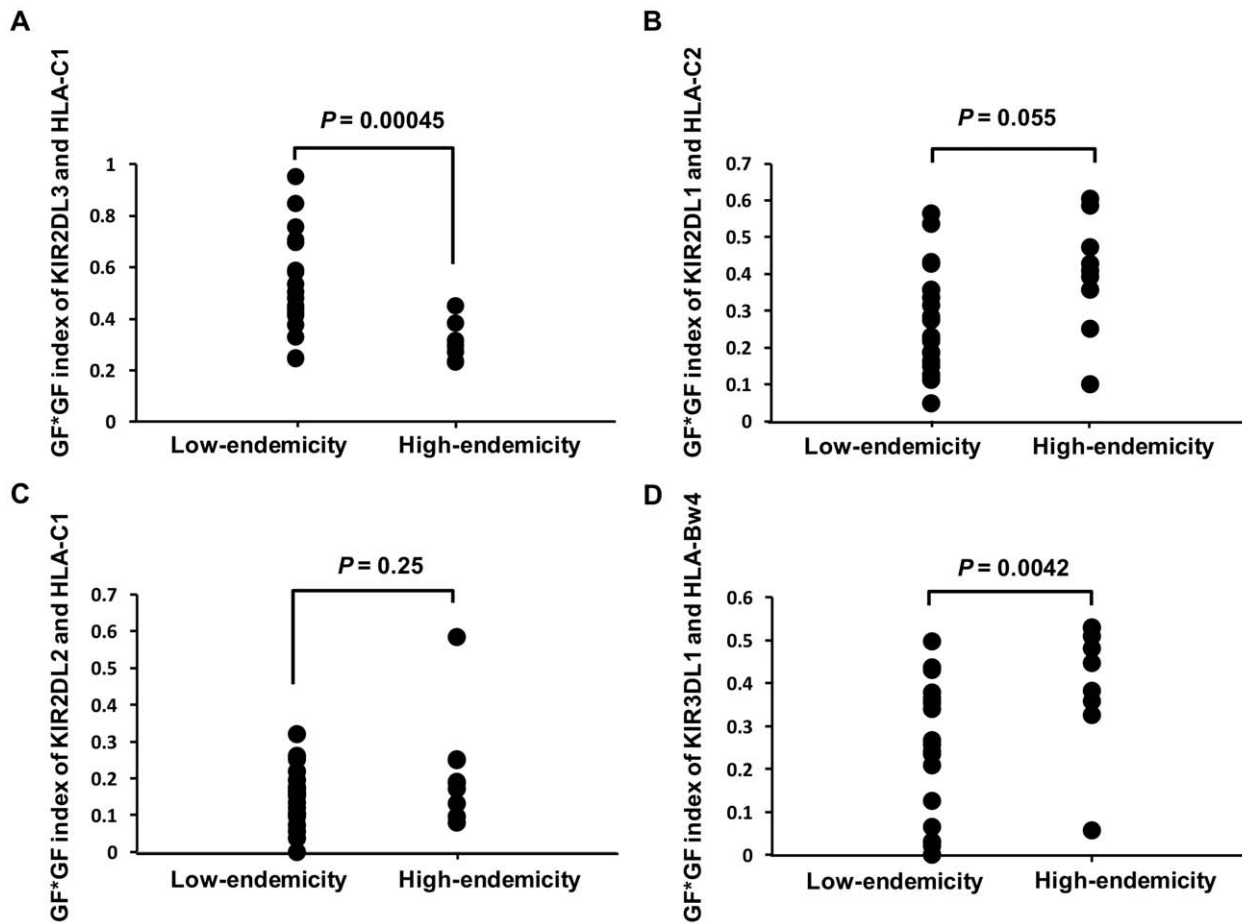 A
GF*GF index of KIR2DL3 and HLA-C1
P = 0.00045
1
0.8
0.6
0.4
0.2
0
Low-endemicity
High-endemicity
B
GF*GF index of KIR2DL1 and HLA-C2
P = 0.055
0.7
0.6
0.5
0.4
0.3
0.2
0.1
0
Low-endemicity
High-endemicity
C
GF*GF index of KIR2DL2 and HLA-C1
P = 0.25
0.7
0.6
0.5
0.4
0.3
0.2
0.1
0
Low-endemicity
High-endemicity
D
GF*GF index of KIR3DL1 and HLA-Bw4
P = 0.0042
0.6
0.5
0.4
0.3
0.2
0.1
0
Low-endemicity
High-endemicity